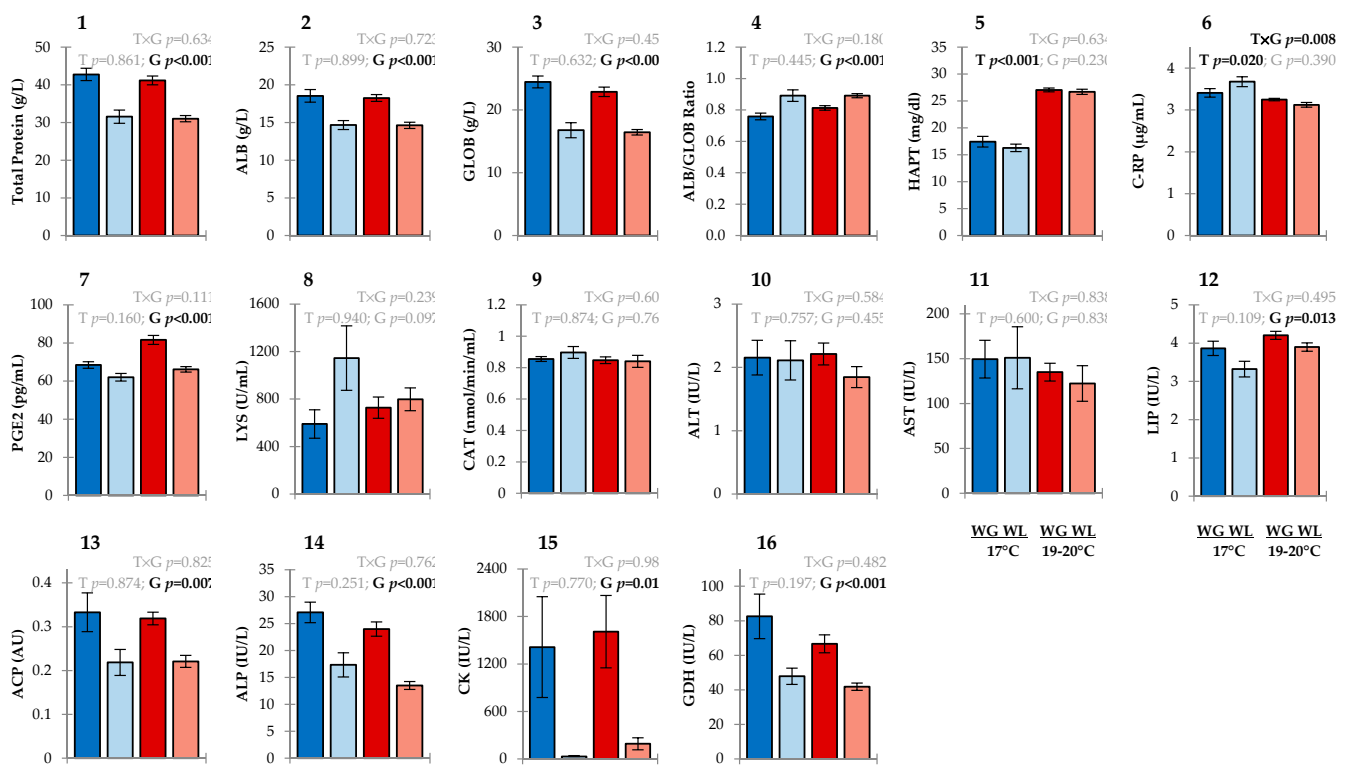 1
T×G p=0.634
T p=0.861; G p<0.001
Total Protein (g/L)
50
40
30
20
10
0
2
T×G p=0.723
T p=0.899; G p<0.001
ALB (g/L)
25
20
15
10
5
0
3
T×G p=0.45
T p=0.632; G p<0.00
GLOB (g/L)
30
20
10
0
4
T×G p=0.180
T p=0.445; G p<0.001
ALB/GLOB Ratio
1.2
1.0
0.8
0.6
0.4
0.2
0.0
5
T×G p=0.634
T p<0.001; G p=0.230
HAPT (mg/dl)
35
30
25
20
15
10
5
0
6
T×G p=0.008
T p=0.020; G p=0.390
C-RP (µg/mL)
4
3
2
1
0
7
T×G p=0.111
T p=0.160; G p<0.001
PGE2 (pg/mL)
100
80
60
40
20
0
8
T×G p=0.239
T p=0.940; G p=0.097
LYS (U/mL)
1600
1200
800
400
0
9
T×G p=0.60
T p=0.874; G p=0.76
CAT (nmol/min/mL)
1.2
1
0.8
0.6
0.4
0.2
0
10
T×G p=0.584
T p=0.757; G p=0.455
ALT (IU/L)
3
2
1
0
11
T×G p=0.838
T p=0.600; G p=0.838
AST (IU/L)
200
150
100
50
0
WG WL WG WL
17°C 19-20°C
12
T×G p=0.495
T p=0.109; G p=0.013
LIP (IU/L)
5
4
3
2
1
0
WG WL WG WL
17°C 19-20°C
13
T×G p=0.825
T p=0.874; G p=0.007
ACP (AU)
0.4
0.3
0.2
0.1
0
14
T×G p=0.762
T p=0.251; G p<0.001
ALP (IU/L)
35
30
25
20
15
10
5
0
15
T×G p=0.98
T p=0.770; G p=0.01
CK (IU/L)
2400
1800
1200
600
0
16
T×G p=0.482
T p=0.197; G p<0.001
GDH (IU/L)
80
60
40
20
0